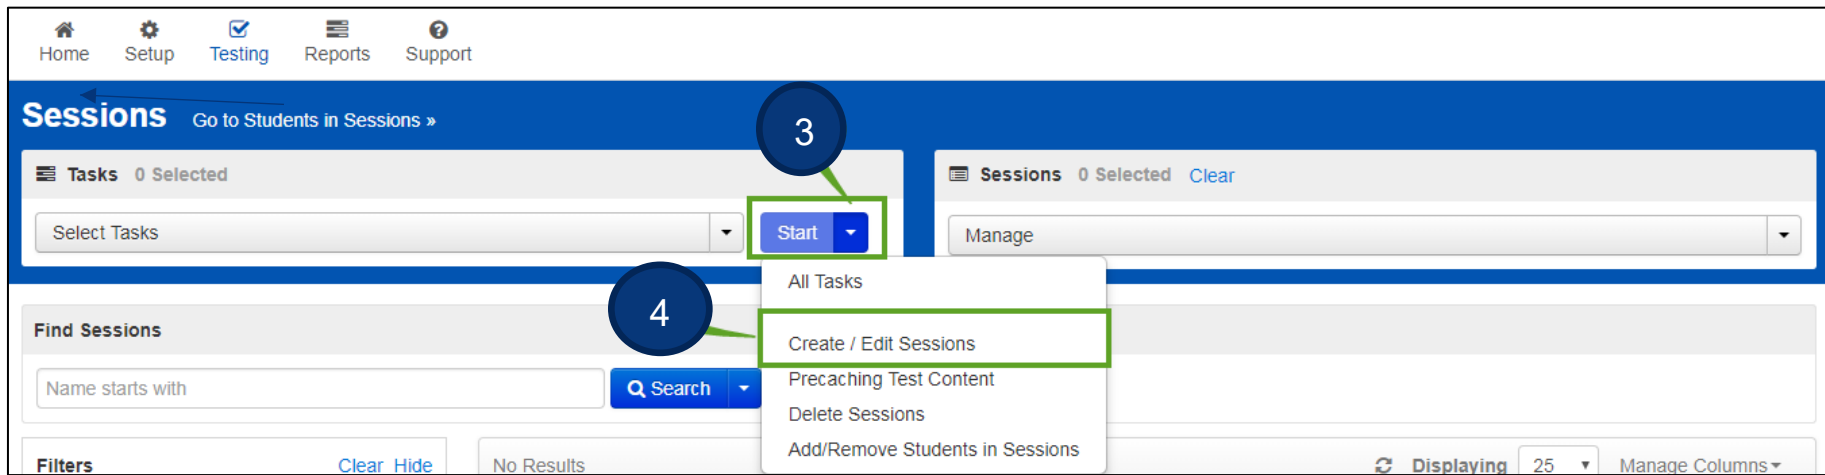 Home Setup Testing Reports Support
Sessions Go to Students in Sessions »
3
Tasks 0 Selected
Sessions 0 Selected Clear
Select Tasks
Start
Manage
All Tasks
4
Create / Edit Sessions
Precaching Test Content
Delete Sessions
Add/Remove Students in Sessions
Find Sessions
Name starts with
Search
Filters Clear Hide
No Results
Displaying 25 Manage Columns